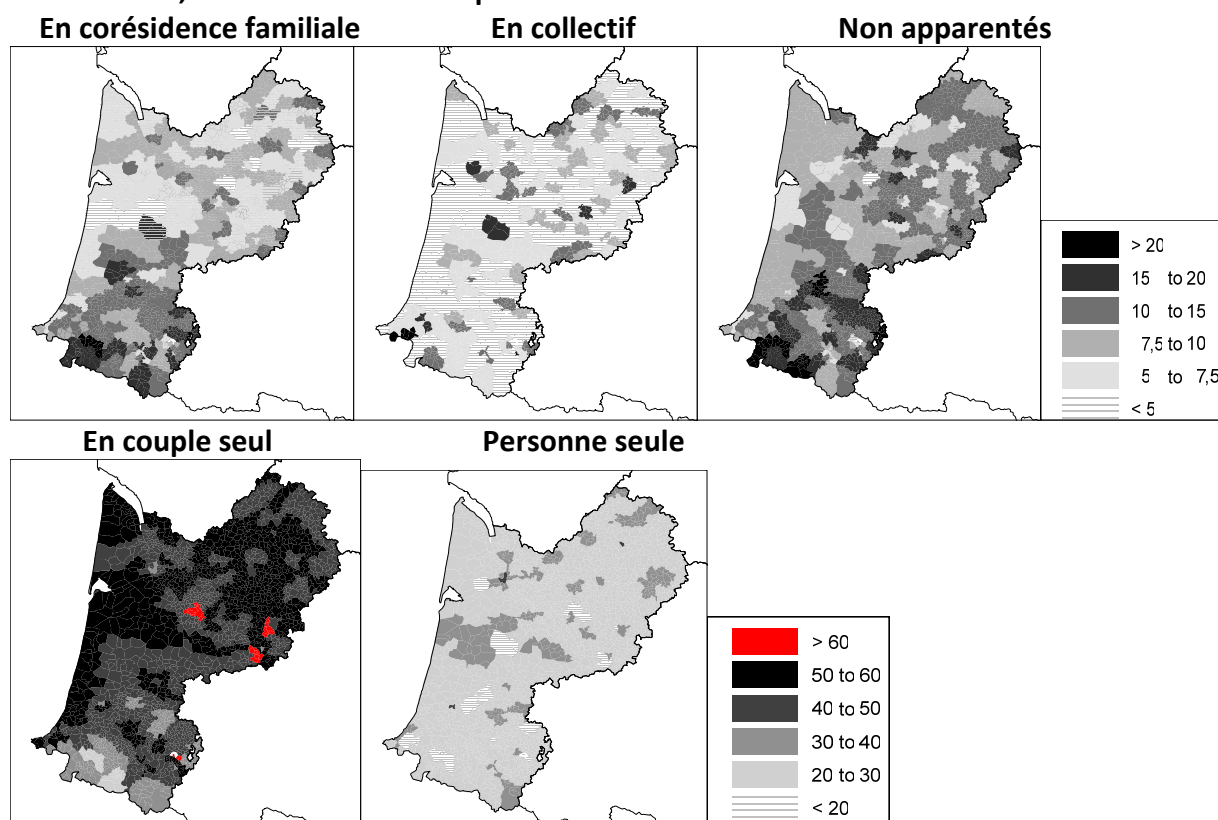 En corésidence familiale
En collectif
Non apparentés
> 20
15 to 20
10 to 15
7,5 to 10
5 to 7,5
< 5
En couple seul
Personne seule
> 60
50 to 60
40 to 50
30 to 40
20 to 30
< 20